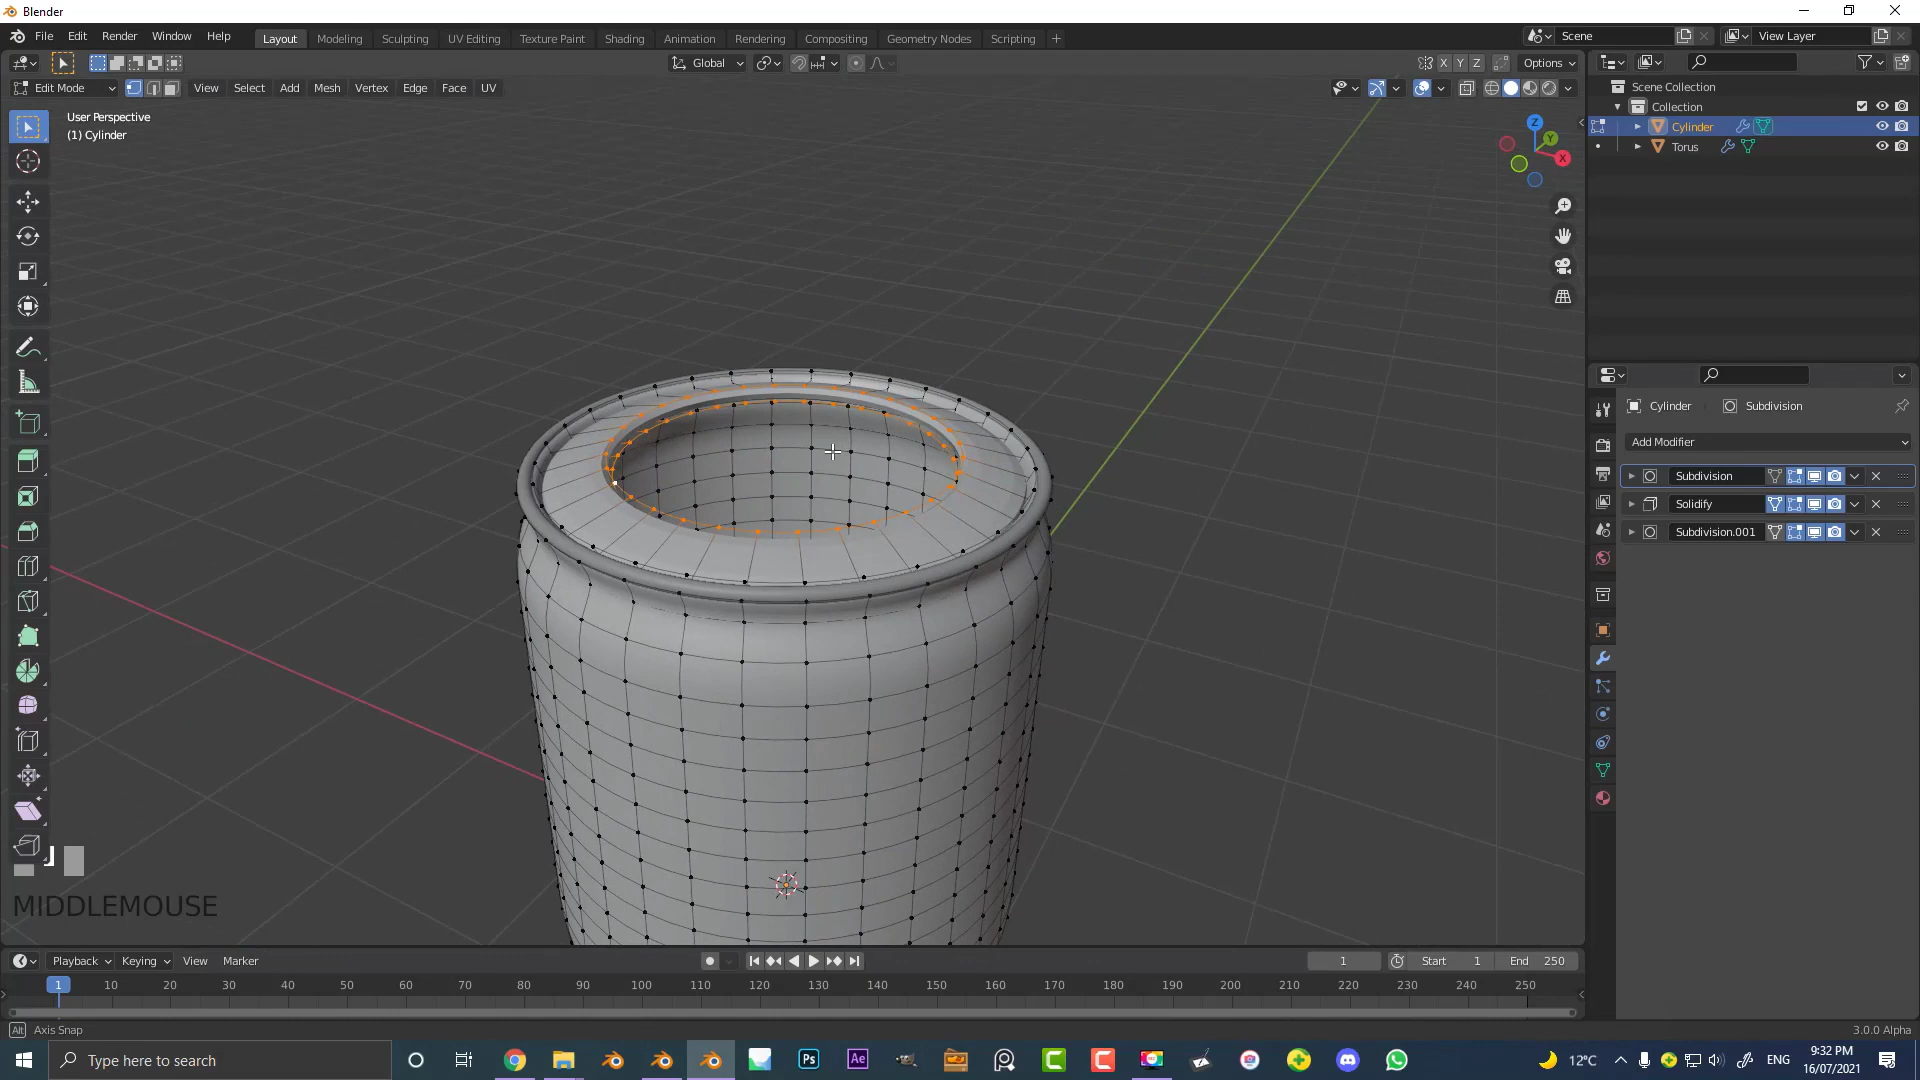 Blender
File Edit Render Window Help
Layout Modeling Sculpting UV Editing Texture Paint Shading Animation Rendering Compositing Geometry Nodes Scripting +
Scene
View Layer
Global
X Y Z
Options
Edit Mode
View Select Add Mesh Vertex Edge Face UV
User Perspective
(1) Cylinder
Z
Y
X
Scene Collection
Collection
Cylinder
Torus
Cylinder
Subdivision
Add Modifier
Subdivision
Solidify
Subdivision.001
MIDDLEMOUSE
Playback Keying View Marker
1
Start 1
End 250
1 10 20 30 40 50 60 70 80 90 100 110 120 130 140 150 160 170 180 190 200 210 220 230 240 250
Alt Axis Snap
3.0.0 Alpha
Type here to search
Ps
Ae
12°C
ENG
9:32 PM
16/07/2021